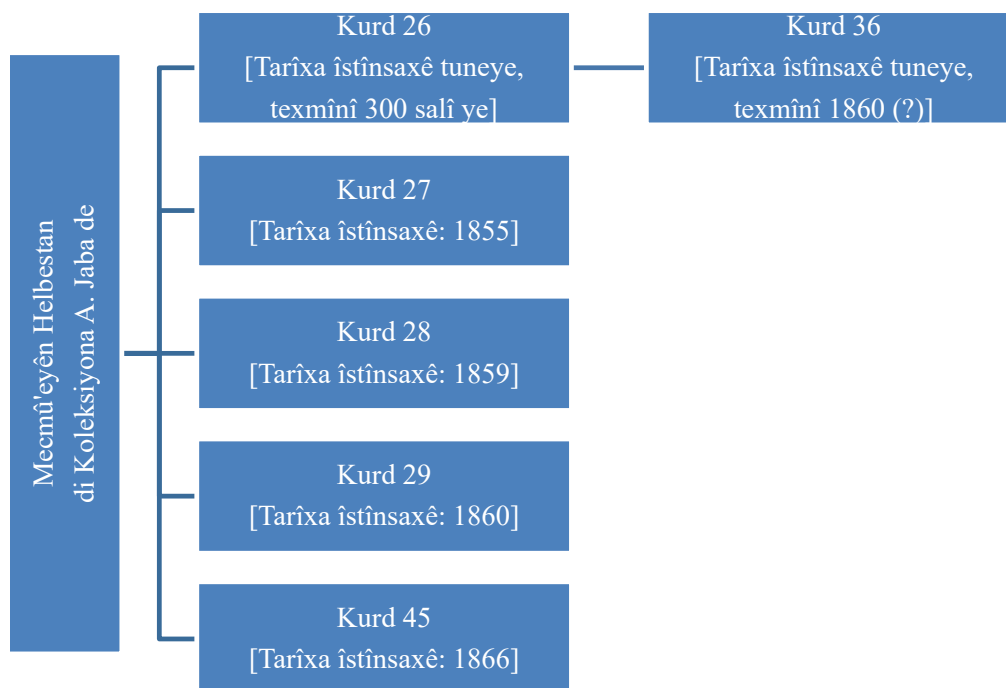 Mecmû'eyên Helbestan
di Koleksiyona A. Jaba de
Kurd 26
[Tarîxa îstînsaxê tuneye,
texmînî 300 salî ye]
Kurd 36
[Tarîxa îstînsaxê tuneye,
texmînî 1860 (?)]
Kurd 27
[Tarîxa îstînsaxê: 1855]
Kurd 28
[Tarîxa îstînsaxê: 1859]
Kurd 29
[Tarîxa îstînsaxê: 1860]
Kurd 45
[Tarîxa îstînsaxê: 1866]